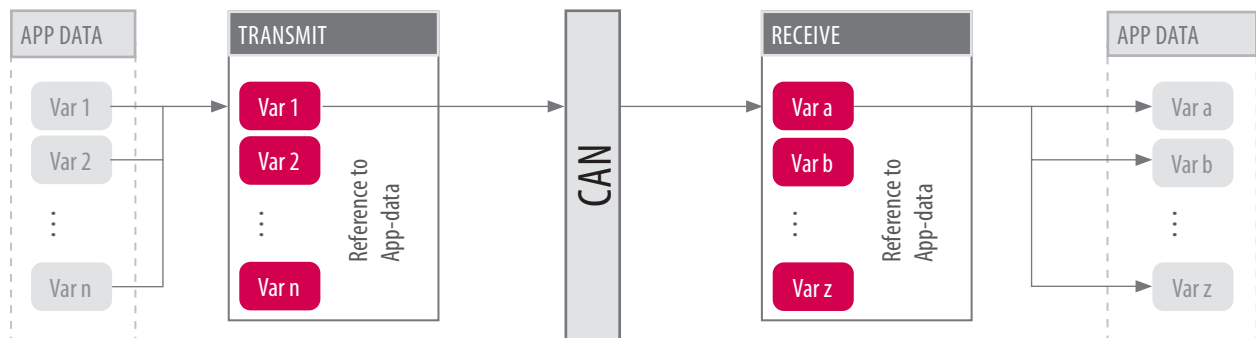 APP DATA
Var 1
Var 2
...
Var n
TRANSMIT
Var 1
Var 2
...
Var n
Reference to
App-data
CAN
RECEIVE
Var a
Var b
...
Var z
Reference to
App-data
APP DATA
Var a
Var b
...
Var z